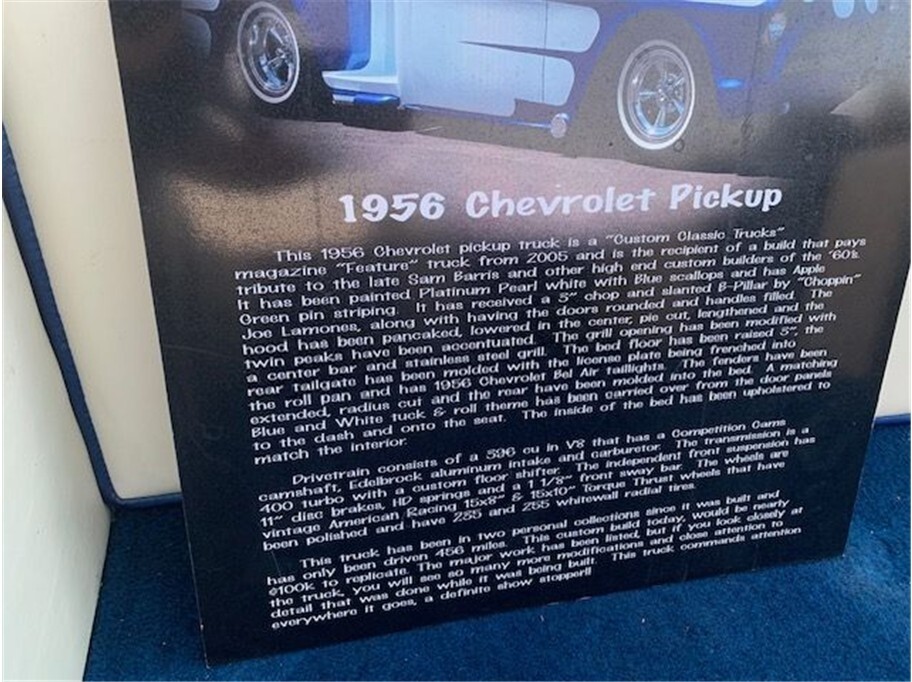 1956 Chevrolet Pickup
This 1956 Chevrolet pickup truck is a "Custom Classic Trucks"
magazine "Feature" truck from 2005 and is the recipient of a build that pays
tribute to the late Sam Barris and other high end custom builders of the '60's.
It has been painted Platinum Pearl white with Blue scallops and has Apple
Green pin striping. It has received a 3" chop and slanted B-Pillar by "Choppin"
Joe Lamones, along with having the doors rounded and handles filled. The
hood has been pancaked, lowered in the center, pie cut, lengthened and the
twin peaks have been accentuated. The grill opening has been modified with
a center bar and stainless steel grill. The bed floor has been raised 3", the
rear tailgate has been molded with the license plate being frenched into
the roll pan and has 1956 Chevrolet Bel Air taillights. The fenders have been
extended, radius cut and the rear have been molded into the bed. A matching
Blue and White tuck & roll theme has been carried over from the door panels
to the dash and onto the seat. The inside of the bed has been upholstered to
match the interior.
Drivetrain consists of a 396 cu in V8 that has a Competition Cams
camshaft, Edelbrock aluminum intake and carburetor. The transmission is a
400 turbo with a custom floor shifter. The independent front suspension has
11" disc brakes, HD springs and a 1 1/8" front sway bar. The wheels are
vintage American Racing 15x8" & 15x10" Torque Thrust wheels that have
been polished and have 235 and 255 whitewall radial tires.
This truck has been in two personal collections since it was built and
has only been driven 456 miles. This custom build today, would be nearly
$100k to replicate. The major work has been listed, but if you look closely at
the truck, you will see so many more modifications and close attention to
detail that was done while it was being built. This truck commands attention
everywhere it goes, a definite show stopper!!